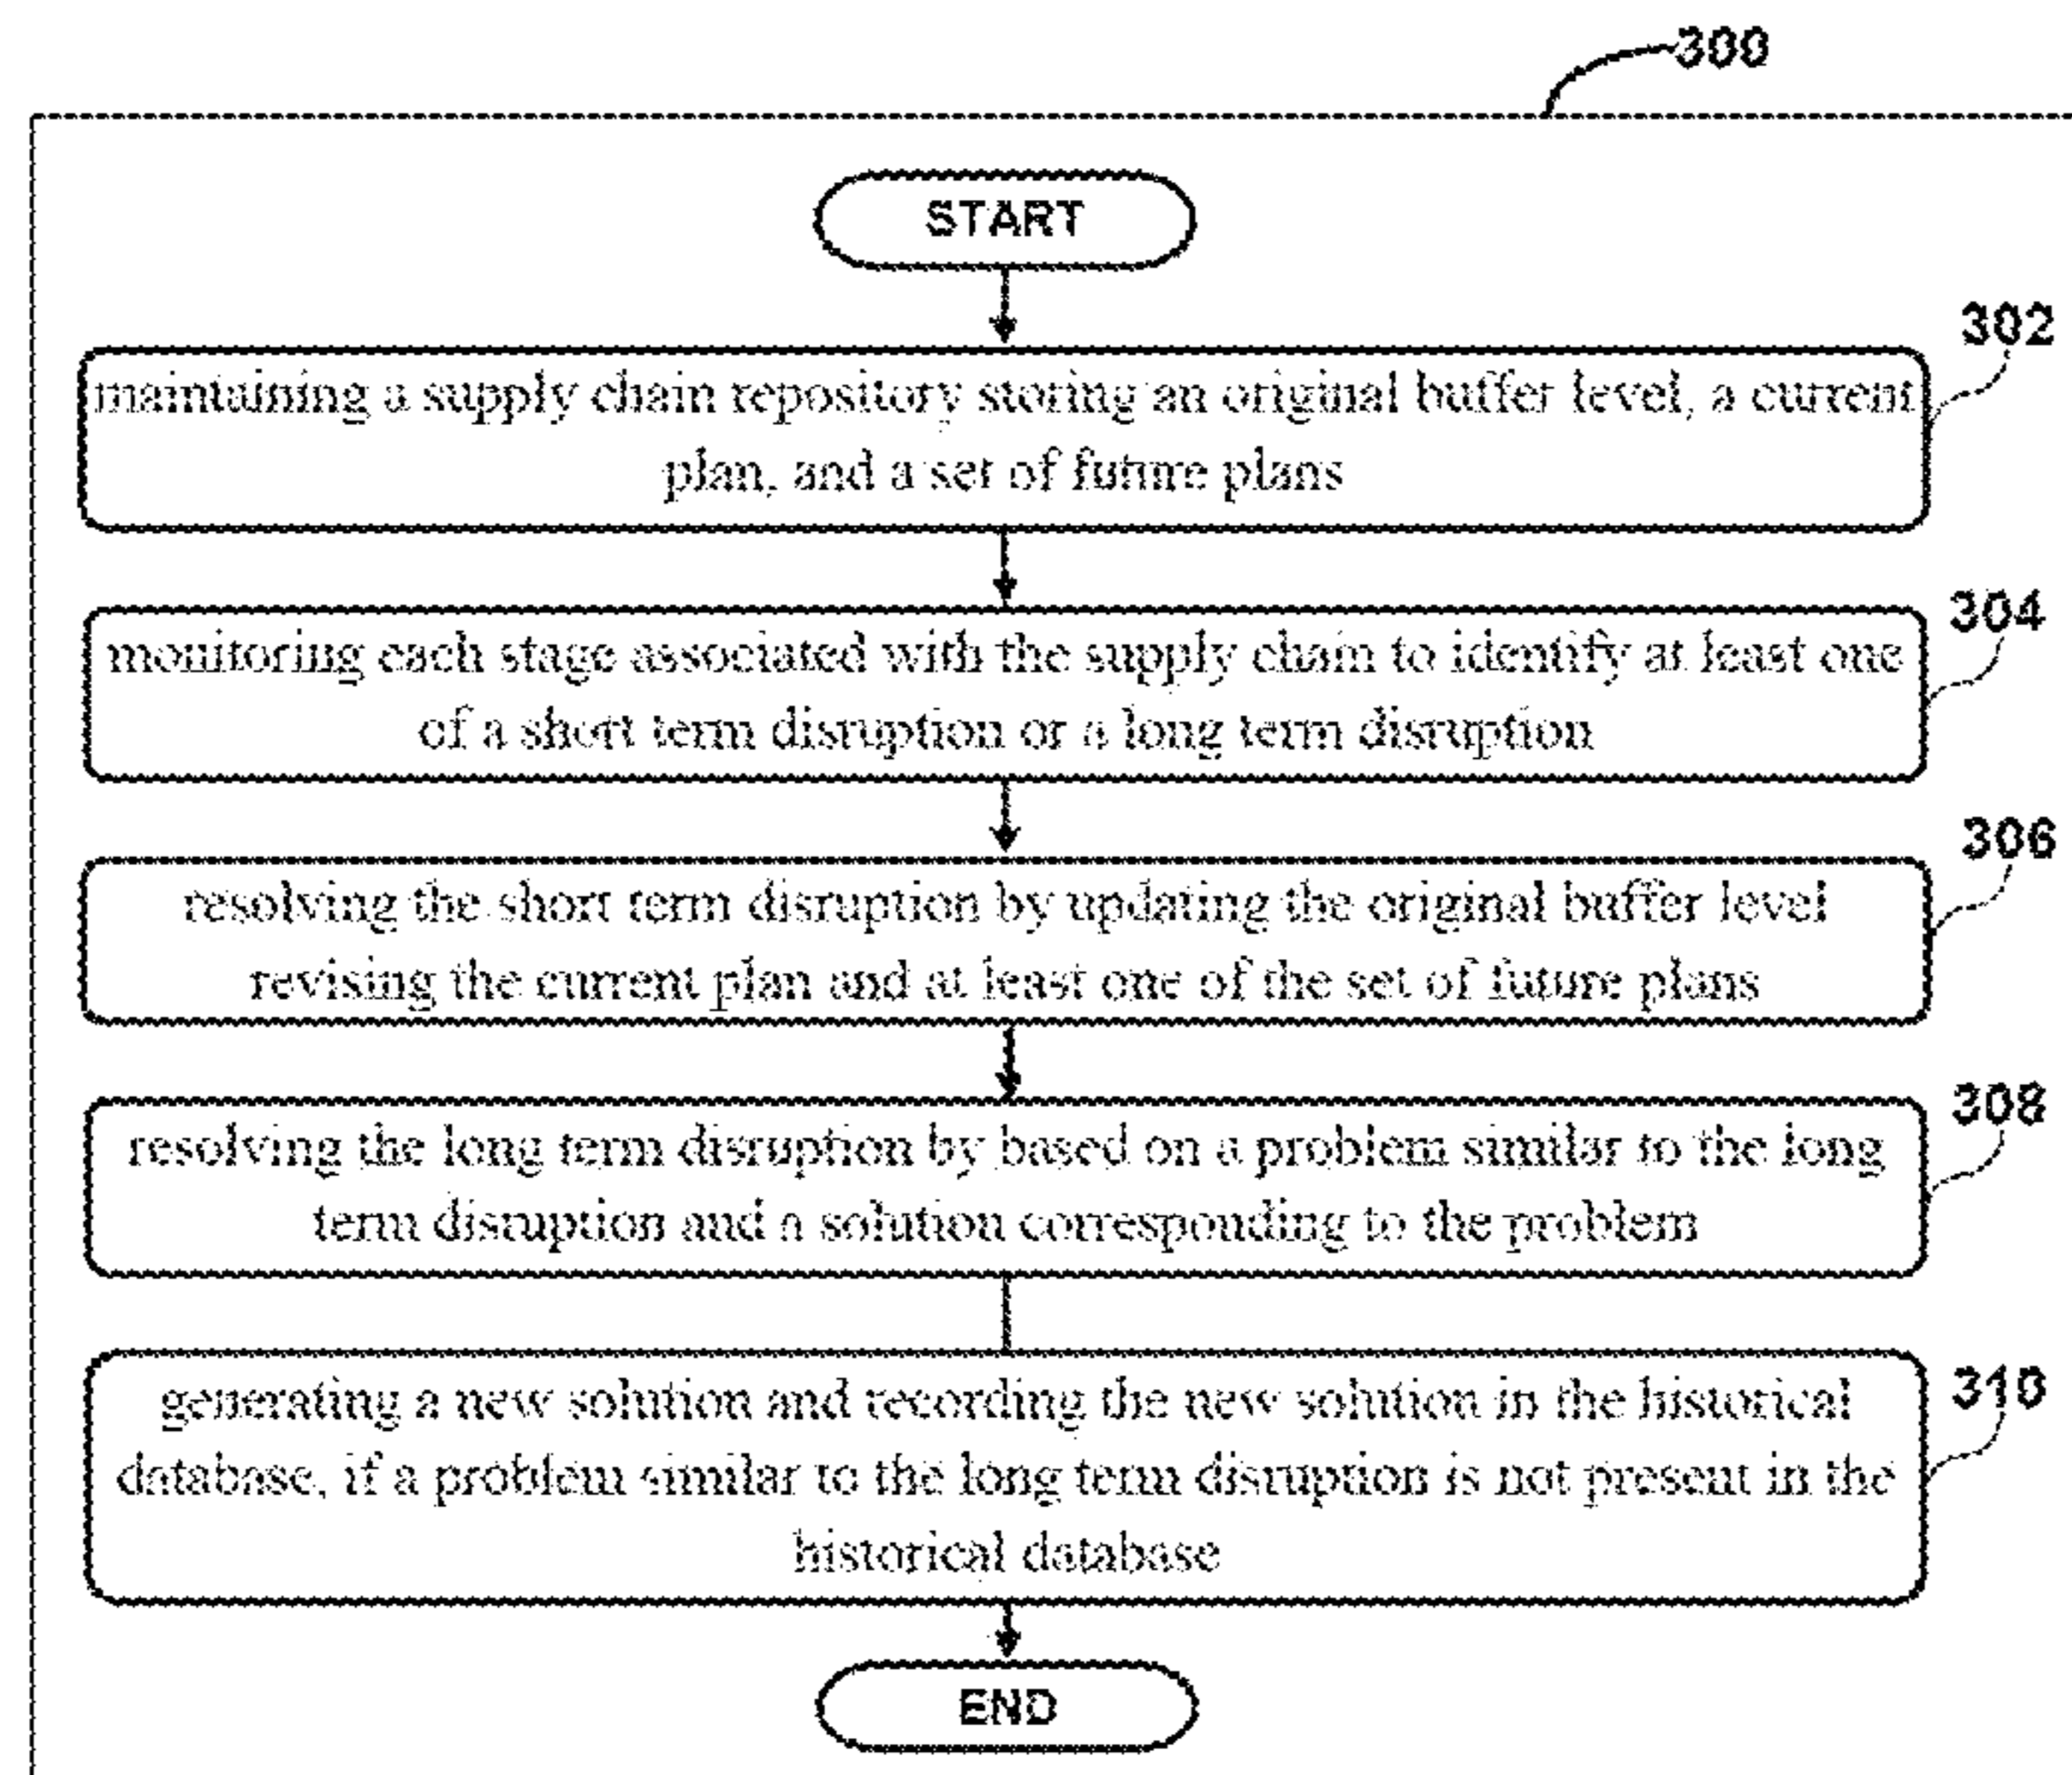 300
START
302
maintaining a supply chain repository storing an original buffer level, a current
plan, and a set of future plans
304
monitoring each stage associated with the supply chain to identify at least one
of a short term disruption or a long term disruption
306
resolving the short term disruption by updating the original buffer level
revising the current plan and at least one of the set of future plans
308
resolving the long term disruption by based on a problem similar to the long
term disruption and a solution corresponding to the problem
310
generating a new solution and recording the new solution in the historical
database, if a problem similar to the long term disruption is not present in the
historical database
END